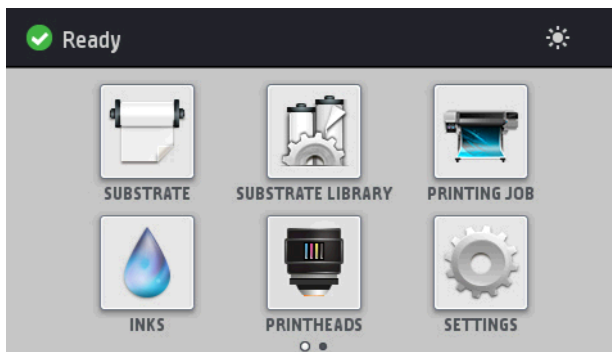 Ready
SUBSTRATE SUBSTRATE LIBRARY PRINTING JOB
INKS PRINTHEADS SETTINGS